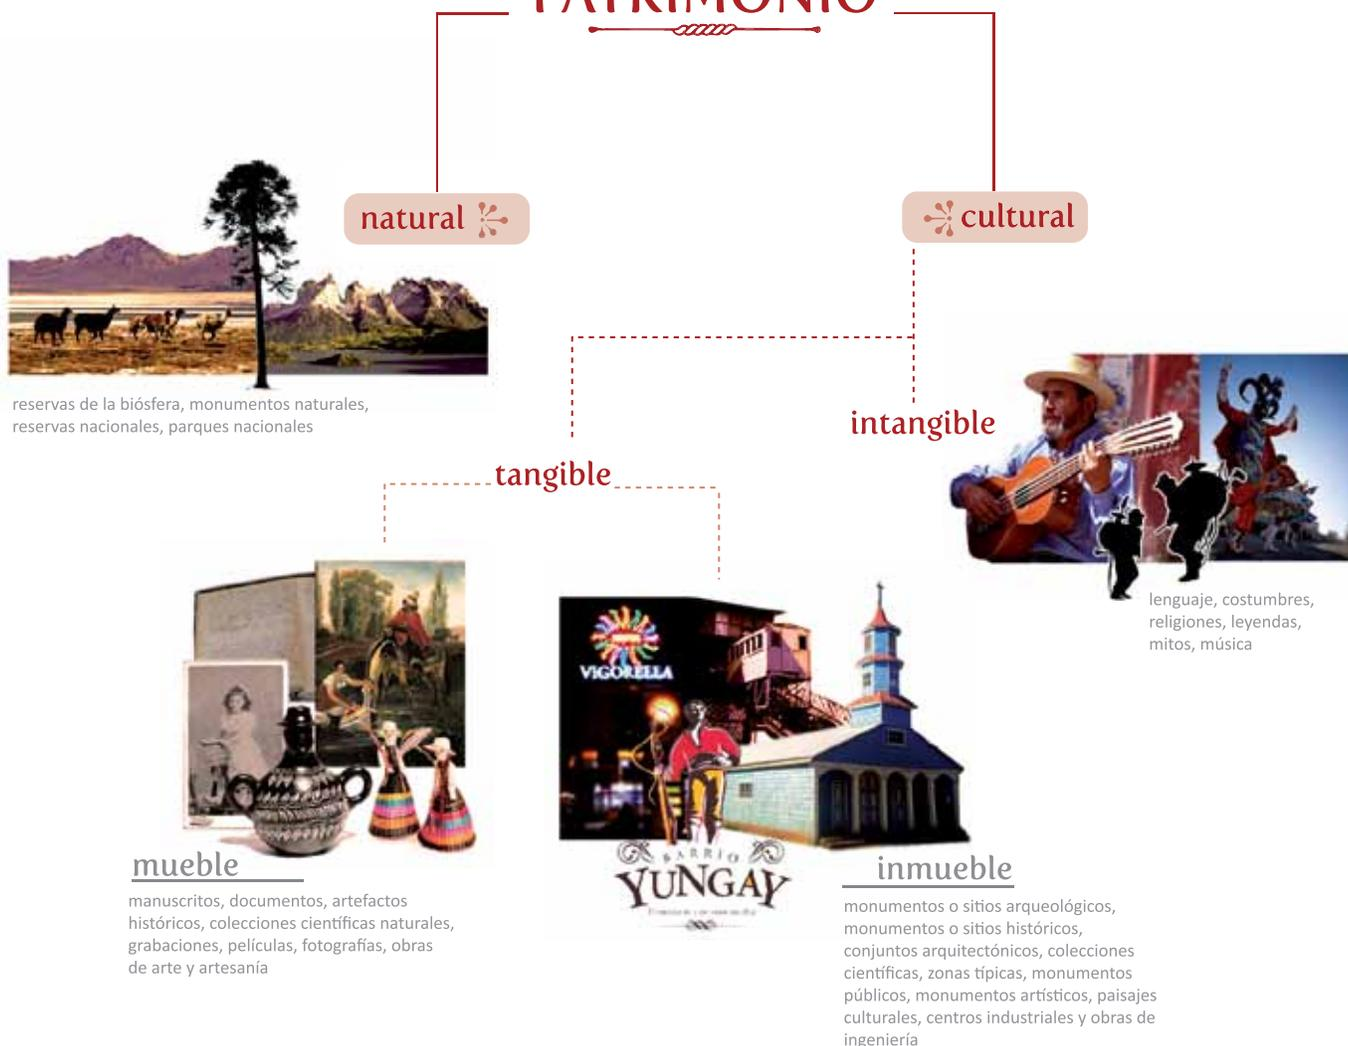 PATRIMONIO
natural
cultural
reservas de la biósfera, monumentos naturales,
reservas nacionales, parques nacionales
intangible
tangible
lenguaje, costumbres,
religiones, leyendas,
mitos, música
VIGORELLA
BARRIO
YUNGAY
mueble
manuscritos, documentos, artefactos
históricos, colecciones científicas naturales,
grabaciones, películas, fotografías, obras
de arte y artesanía
inmueble
monumentos o sitios arqueológicos,
monumentos o sitios históricos,
conjuntos arquitectónicos, colecciones
científicas, zonas típicas, monumentos
públicos, monumentos artísticos, paisajes
culturales, centros industriales y obras de
ingeniería